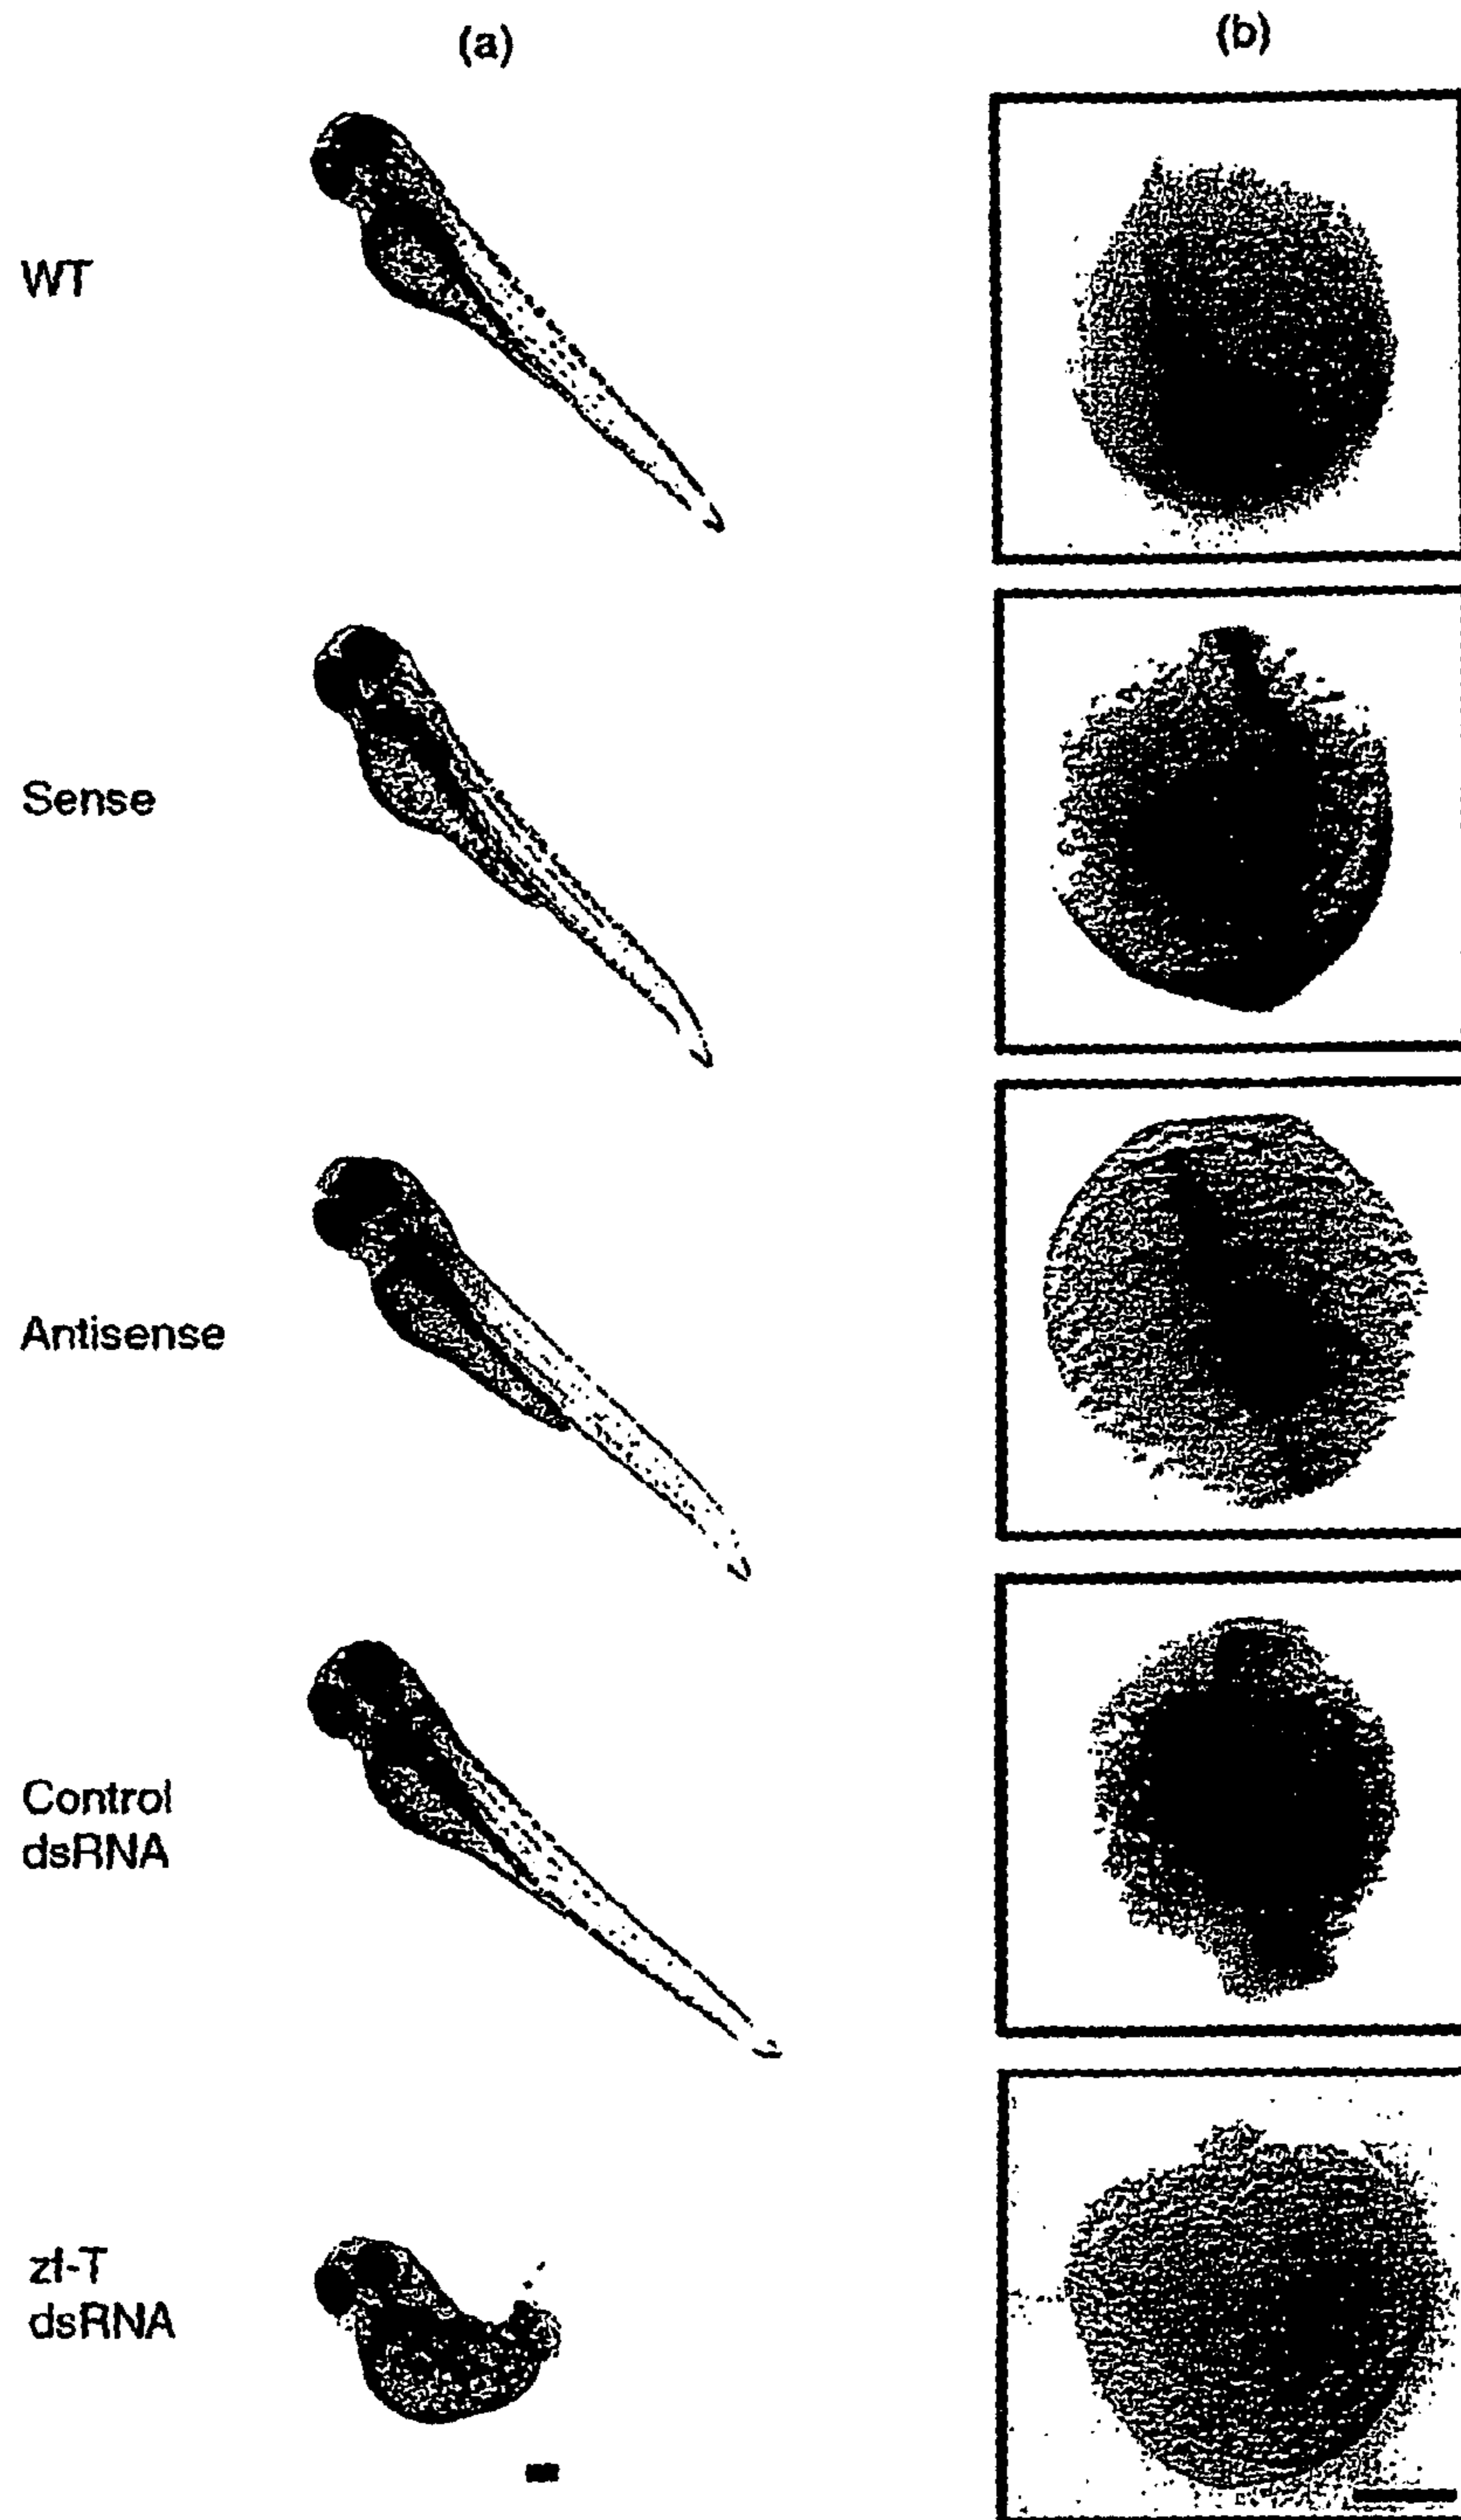 (a)
(b)
WT
Sense
Antisense
Control
dsRNA
zf-T
dsRNA